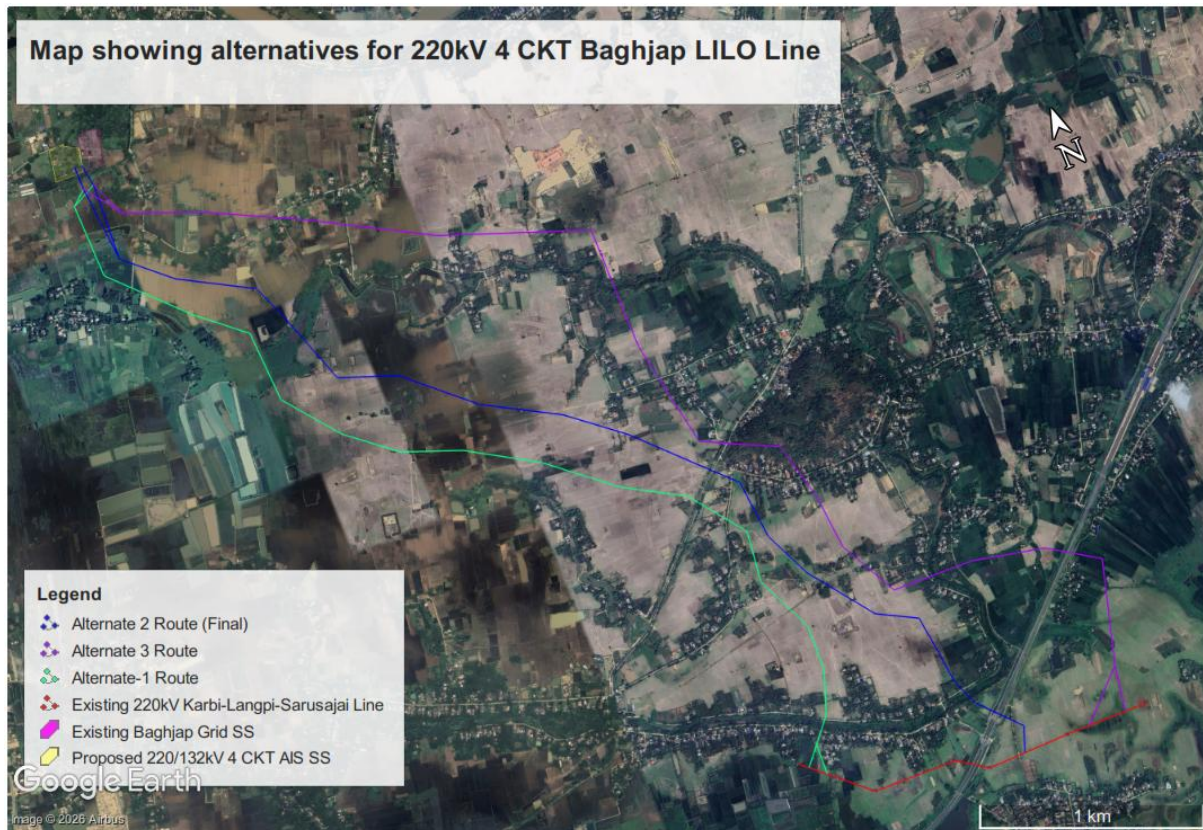 Map showing alternatives for 220kV 4 CKT Baghjap LILO Line
N
Legend
Alternate 2 Route (Final)
Alternate 3 Route
Alternate-1 Route
Existing 220kV Karbi-Langpi-Sarusajai Line
Existing Baghjap Grid SS
Proposed 220/132kV 4 CKT AIS SS
Google Earth
Image © 2026 Airbus
1 km